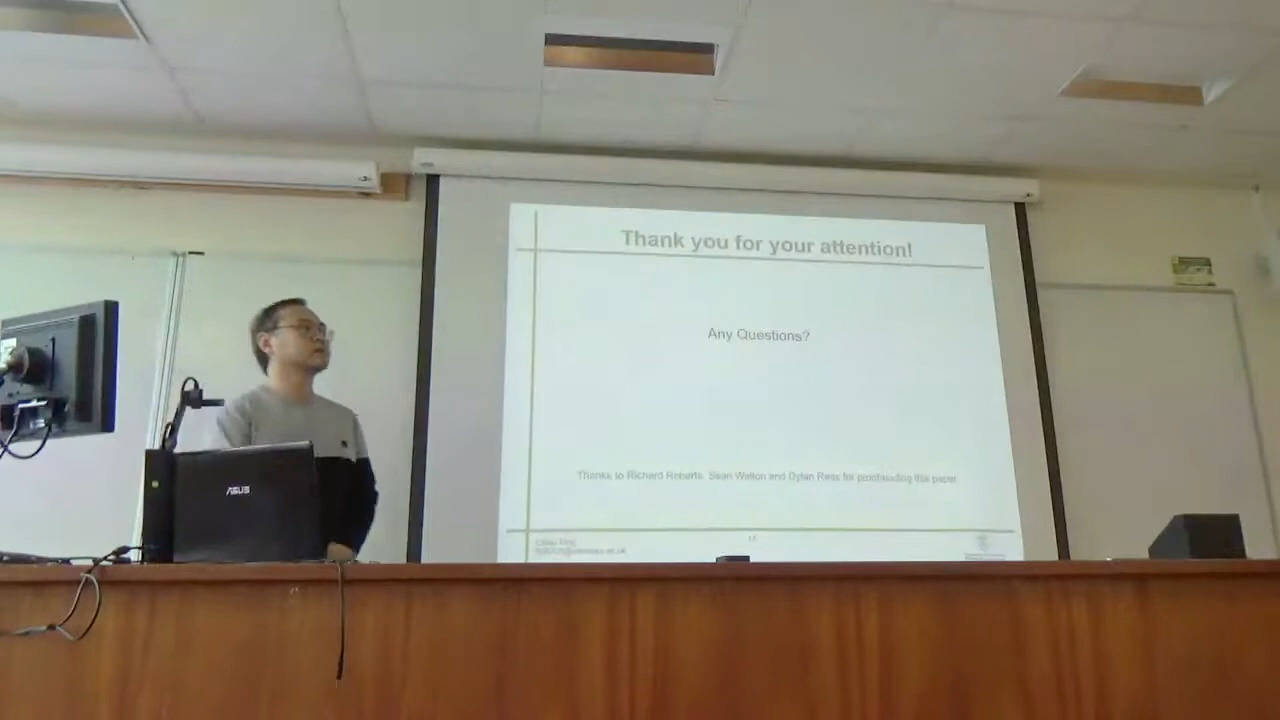 Thank you for your attention!
Any Questions?
Thanks to Richard Roberts, Sean Walton and Dylan Rees for proofreading this paper
ASUS